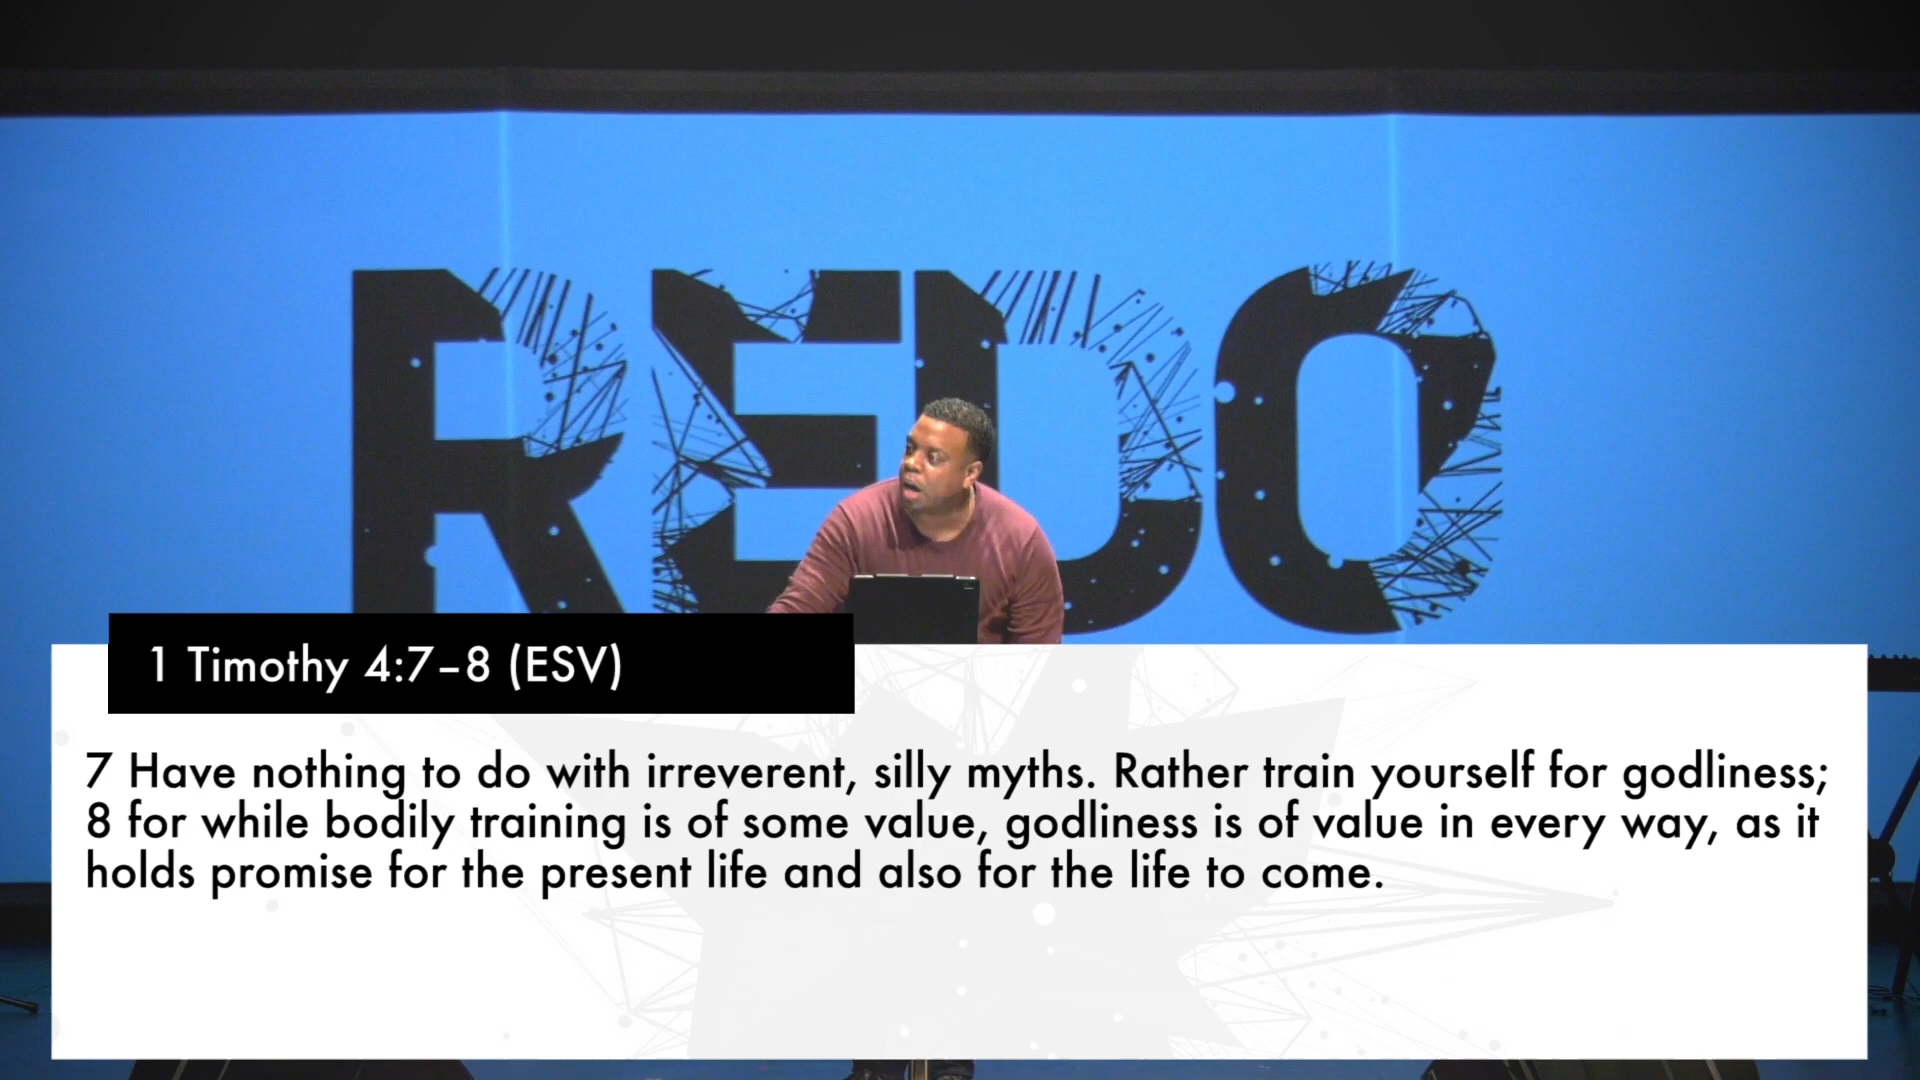 REDO
1 Timothy 4:7–8 (ESV)
7 Have nothing to do with irreverent, silly myths. Rather train yourself for godliness;
8 for while bodily training is of some value, godliness is of value in every way, as it
holds promise for the present life and also for the life to come.